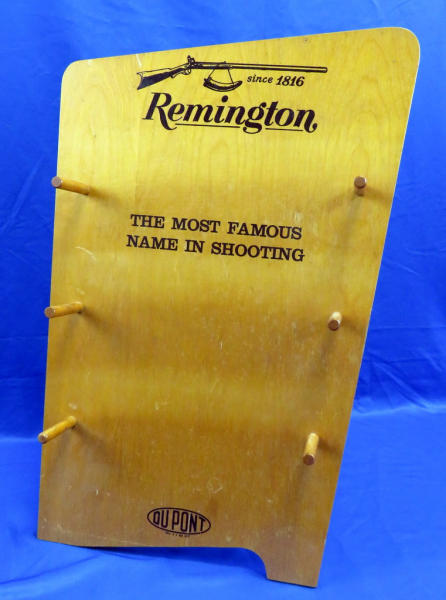 since 1816
Remington
THE MOST FAMOUS
NAME IN SHOOTING
DU PONT